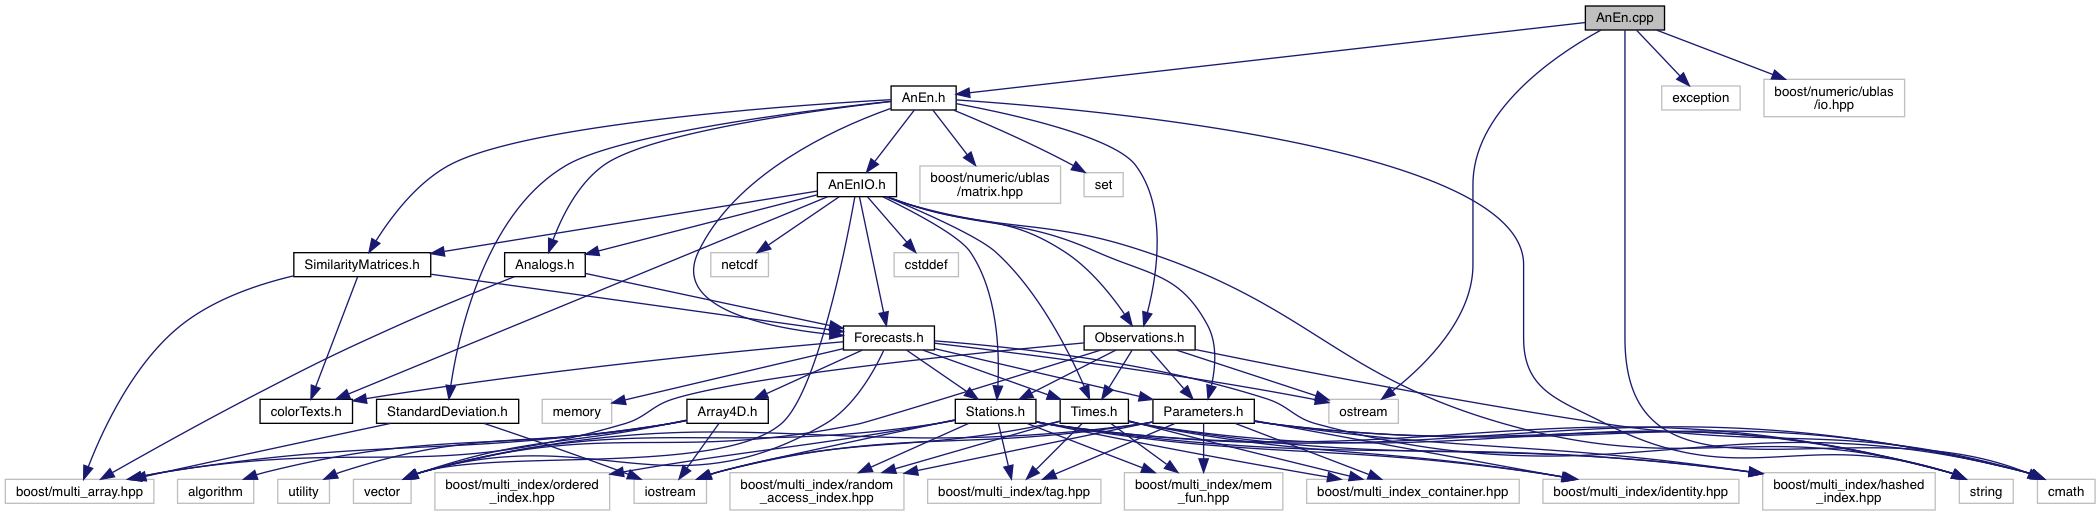 AnEn.cpp
AnEn.h
exception
boost/numeric/ublas
/io.hpp
AnEnIO.h
boost/numeric/ublas
/matrix.hpp
set
SimilarityMatrices.h
Analogs.h
netcdf
cstddef
Forecasts.h
Observations.h
colorTexts.h
StandardDeviation.h
memory
Array4D.h
Stations.h
Times.h
Parameters.h
ostream
boost/multi_array.hpp
algorithm
utility
vector
boost/multi_index/ordered
_index.hpp
iostream
boost/multi_index/random
_access_index.hpp
boost/multi_index/tag.hpp
boost/multi_index/mem
_fun.hpp
boost/multi_index_container.hpp
boost/multi_index/identity.hpp
boost/multi_index/hashed
_index.hpp
string
cmath